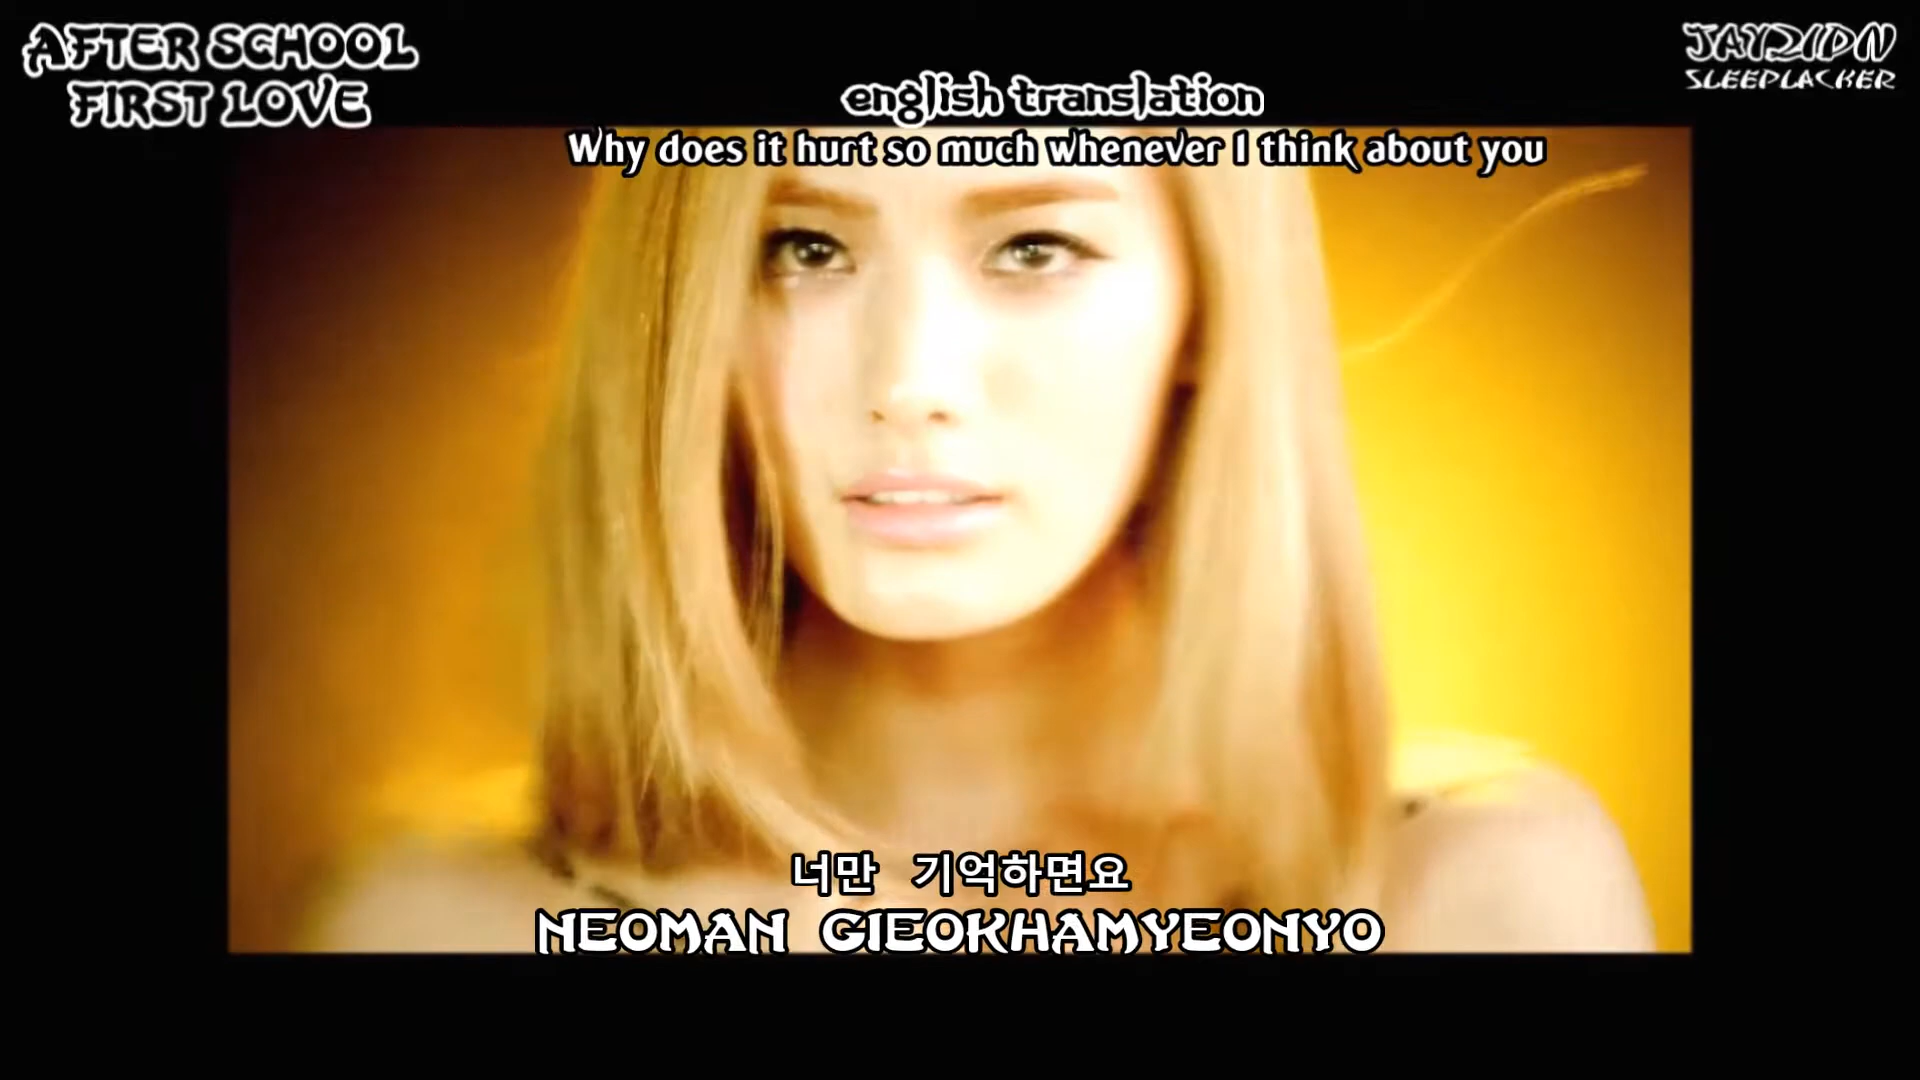 AFTER SCHOOL
FIRST LOVE
JAYZIDN
SLEEPLACKER
english translation
Why does it hurt so much whenever I think about you
너만 기억하면요
NEOMAN GIEOKHAMYEONYO